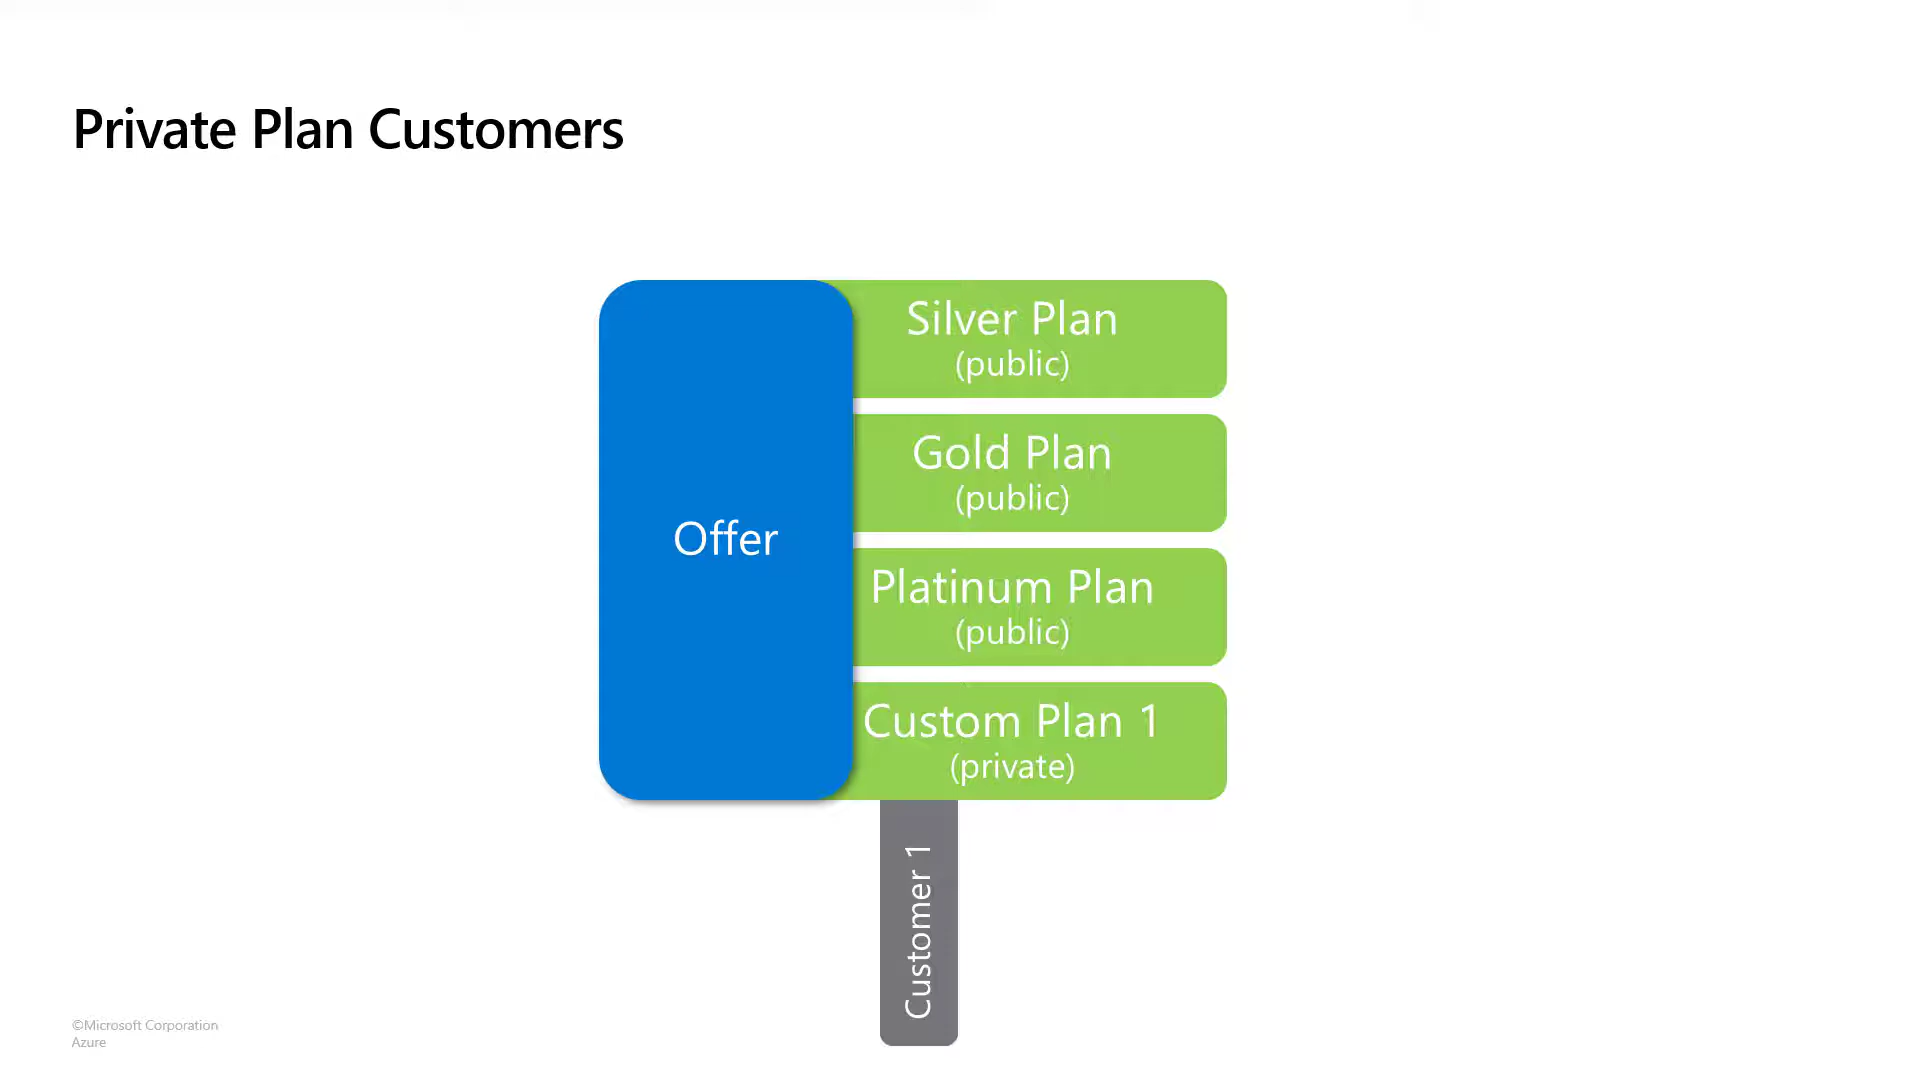 Private Plan Customers
Offer
Silver Plan
(public)
Gold Plan
(public)
Platinum Plan
(public)
Custom Plan 1
(private)
Customer 1
©Microsoft Corporation
Azure